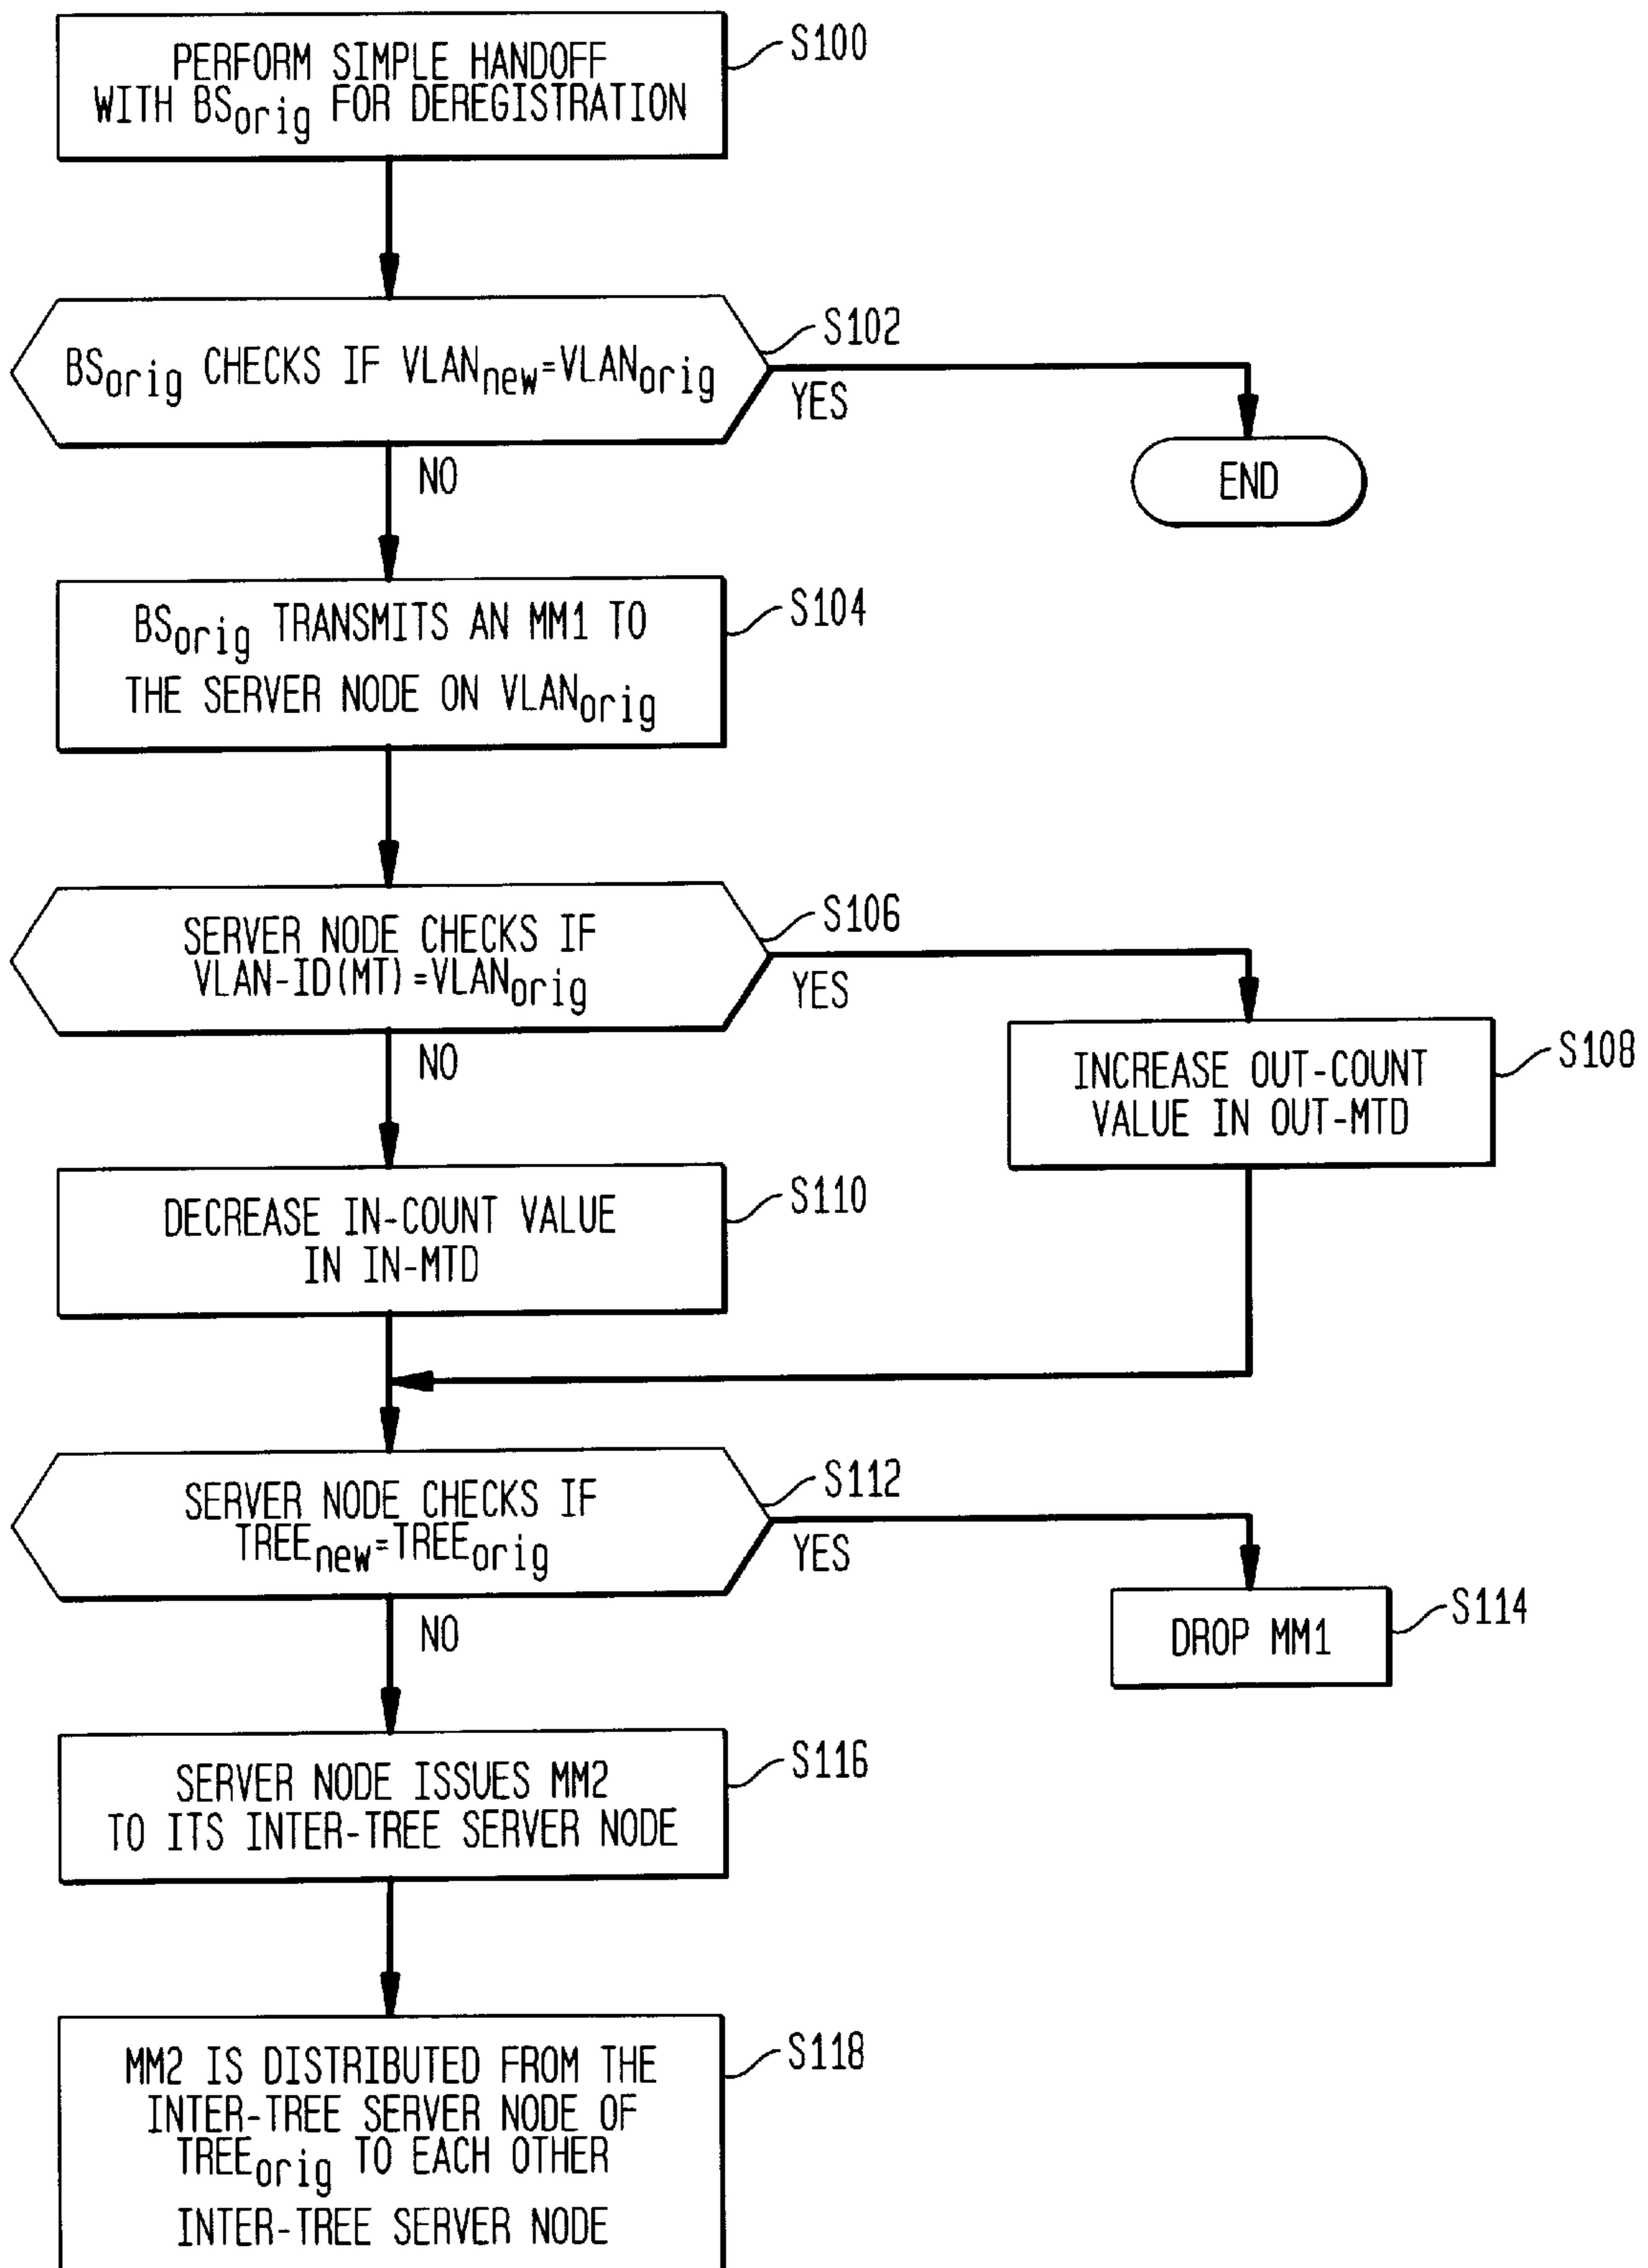 PERFORM SIMPLE HANDOFF
WITH BSorig FOR DEREGISTRATION
S100
BSorig CHECKS IF VLANnew=VLANorig
S102
YES
END
NO
BSorig TRANSMITS AN MM1 TO
THE SERVER NODE ON VLANorig
S104
SERVER NODE CHECKS IF
VLAN-ID(MT)=VLANorig
S106
YES
NO
INCREASE OUT-COUNT
VALUE IN OUT-MTD
S108
DECREASE IN-COUNT VALUE
IN IN-MTD
S110
SERVER NODE CHECKS IF
TREEnew=TREEorig
S112
YES
NO
DROP MM1
S114
SERVER NODE ISSUES MM2
TO ITS INTER-TREE SERVER NODE
S116
MM2 IS DISTRIBUTED FROM THE
INTER-TREE SERVER NODE OF
TREEorig TO EACH OTHER
INTER-TREE SERVER NODE
S118